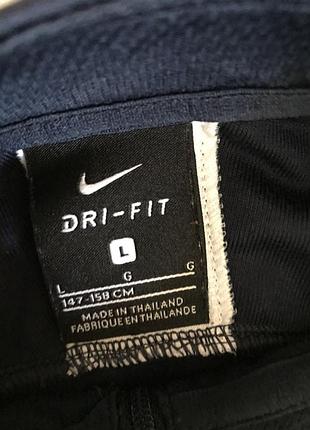 DRI-FIT
L
L G G
147-158 CM
MADE IN THAILAND
FABRIQUE EN THAILANDE